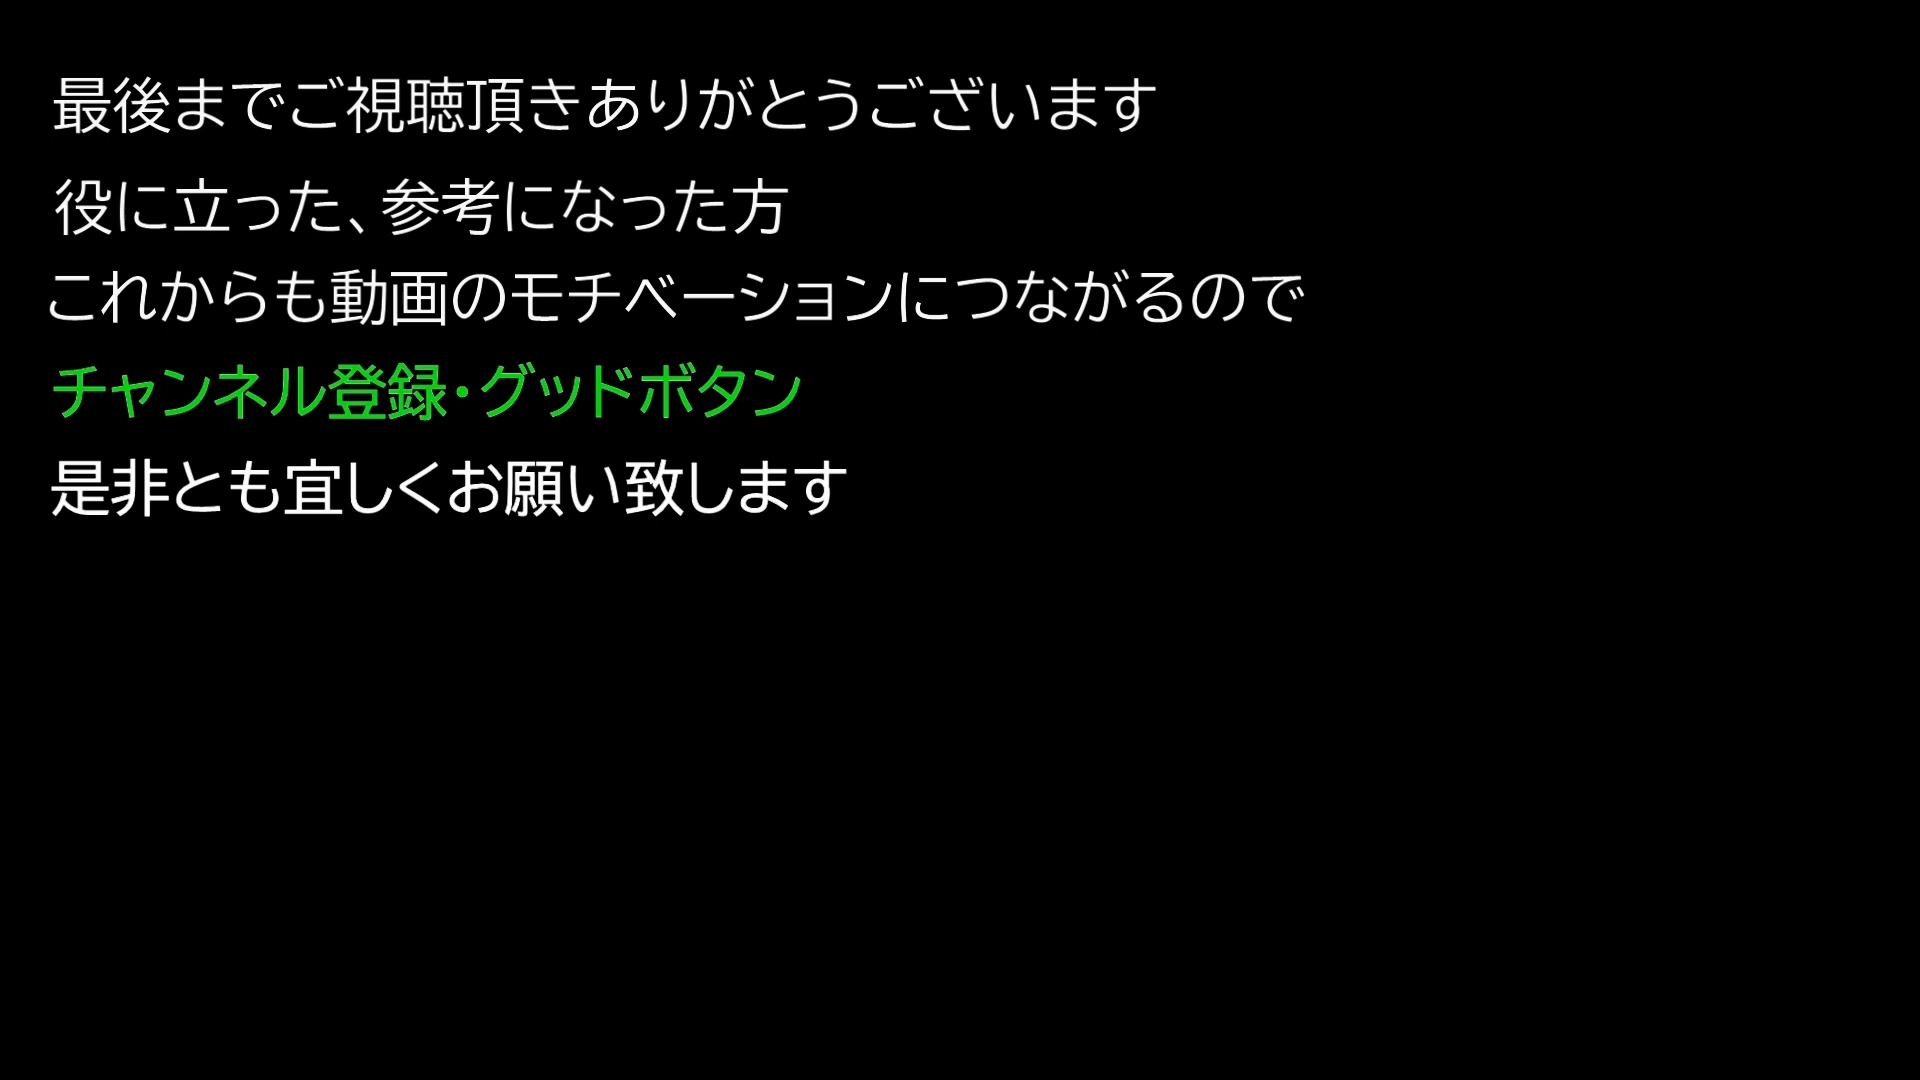 最後までご視聴頂きありがとうございます
役に立った、参考になった方
これからも動画のモチベーションにつながるので
チャンネル登録・グッドボタン
是非とも宜しくお願い致します